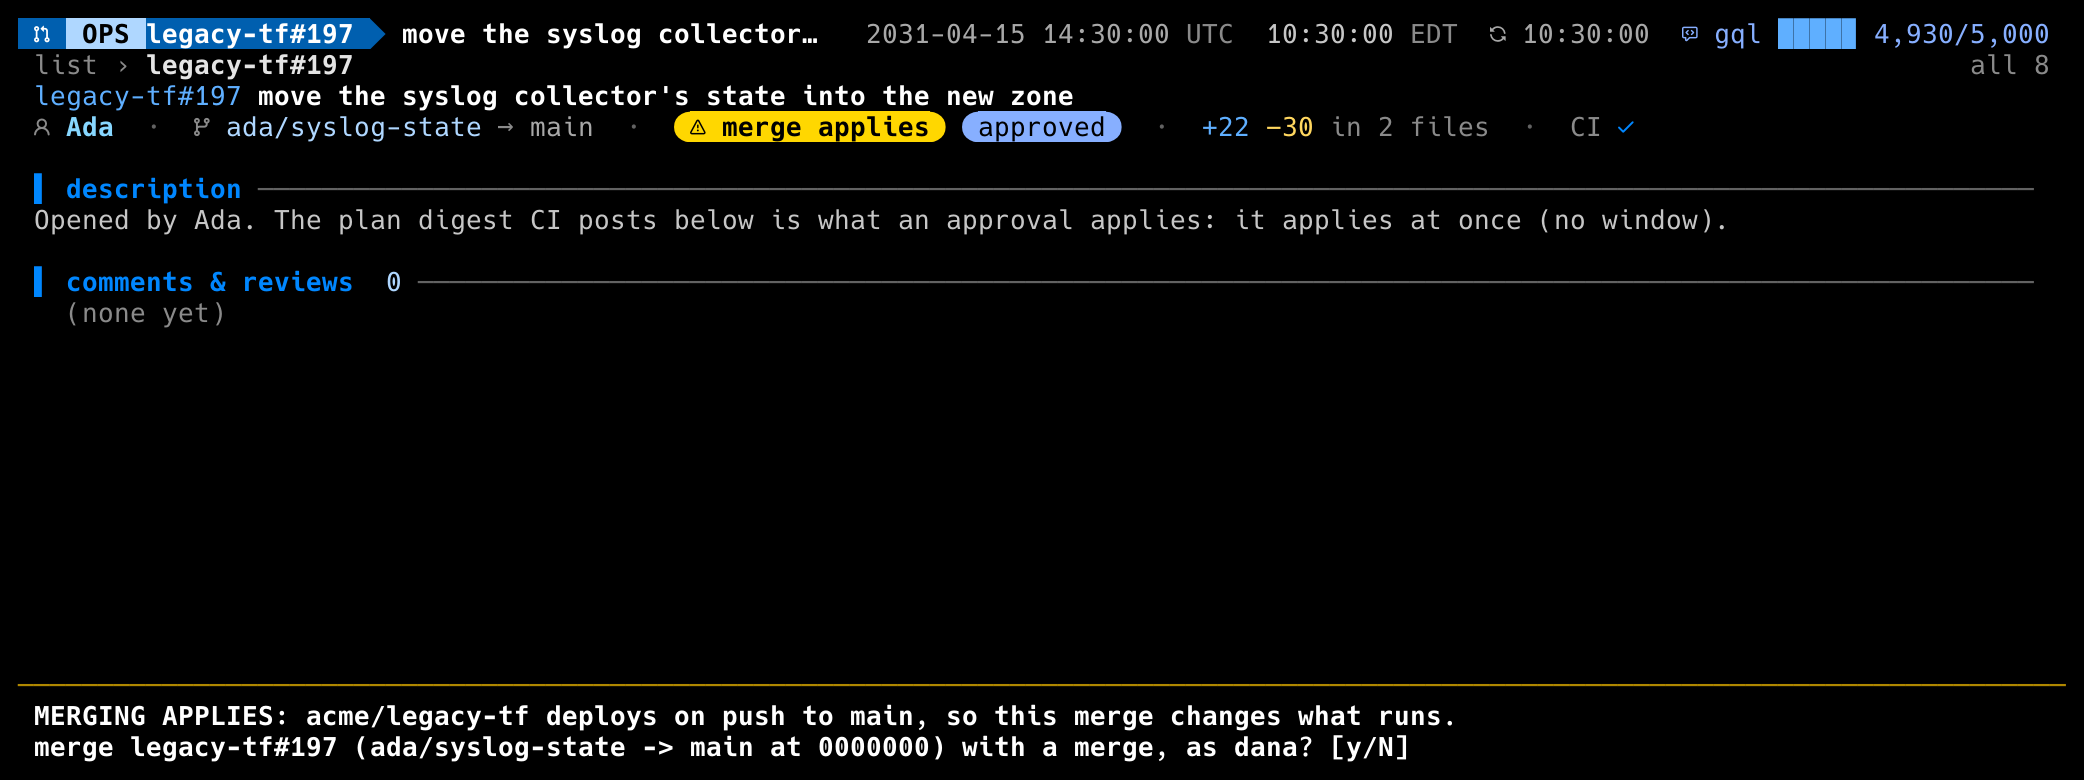 OPS legacy-tf#197 move the syslog collector… 2031-04-15 14:30:00 UTC 10:30:00 EDT 10:30:00 gql 4,930/5,000
list › legacy-tf#197 all 8
legacy-tf#197 move the syslog collector's state into the new zone
Ada · ada/syslog-state → main · ⚠ merge applies approved · +22 −30 in 2 files · CI ✓
description
Opened by Ada. The plan digest CI posts below is what an approval applies: it applies at once (no window).
comments & reviews 0
(none yet)
MERGING APPLIES: acme/legacy-tf deploys on push to main, so this merge changes what runs.
merge legacy-tf#197 (ada/syslog-state -> main at 0000000) with a merge, as dana? [y/N]